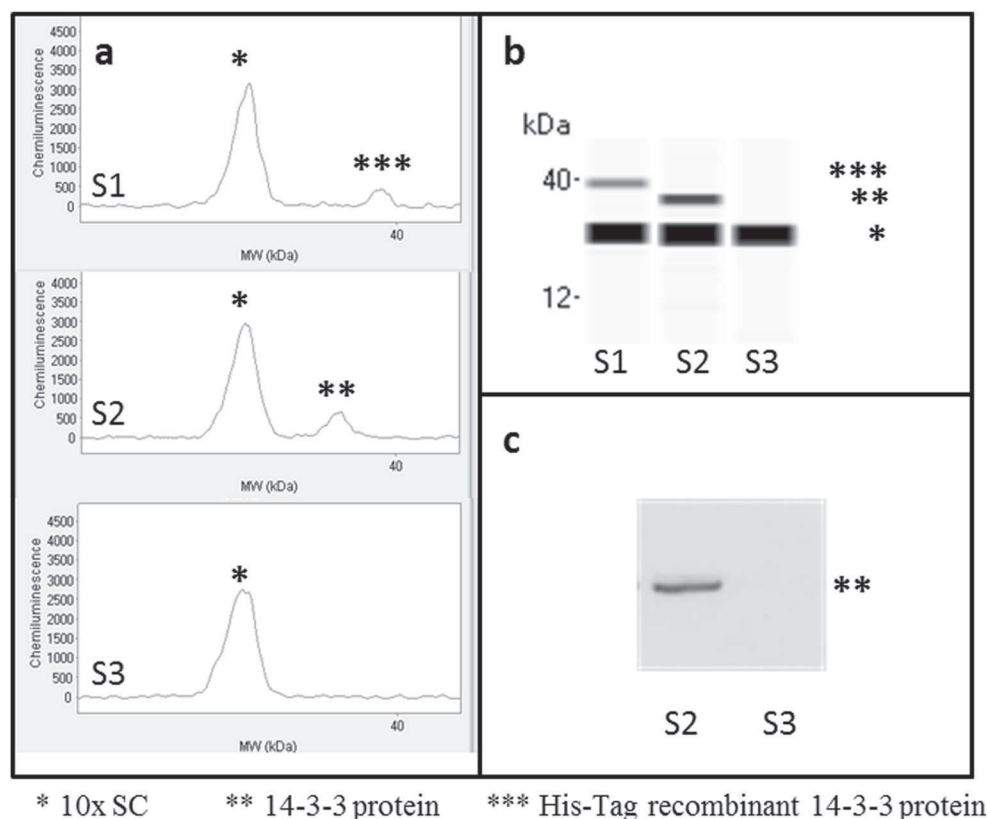 a
Chemiluminescence
4500
4000
3500
3000
2500
2000
1500
1000
500
0
*
***
S1
40
MW (kDa)
Chemiluminescence
4000
3500
3000
2500
2000
1500
1000
500
0
*
**
S2
40
MW (kDa)
Chemiluminescence
4500
4000
3500
3000
2500
2000
1500
1000
500
0
*
S3
40
MW (kDa)
b
kDa
40-
12-
***
**
*
S1 S2 S3
c
**
S2 S3
* 10x SC ** 14-3-3 protein *** His-Tag recombinant 14-3-3 protein